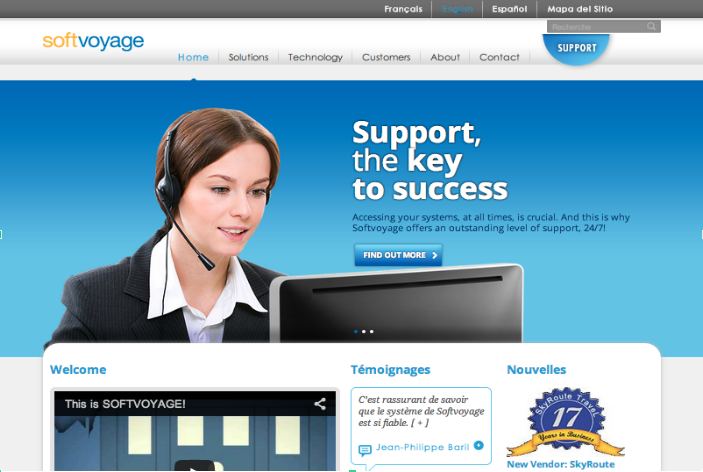 Français English Español Mapa del Sitio
Recherche
softvoyage
SUPPORT
Home Solutions Technology Customers About Contact
Support,
the key
to success
Accessing your systems, at all times, is crucial. And this is why
Softvoyage offers an outstanding level of support, 24/7!
FIND OUT MORE
Welcome
This is SOFTVOYAGE!
Témoignages
C'est rassurant de savoir
que le système de Softvoyage
est si fiable. [ + ]
Jean-Philippe Baril
Nouvelles
SkyRoute Travel
17
Years in Business
New Vendor: SkyRoute